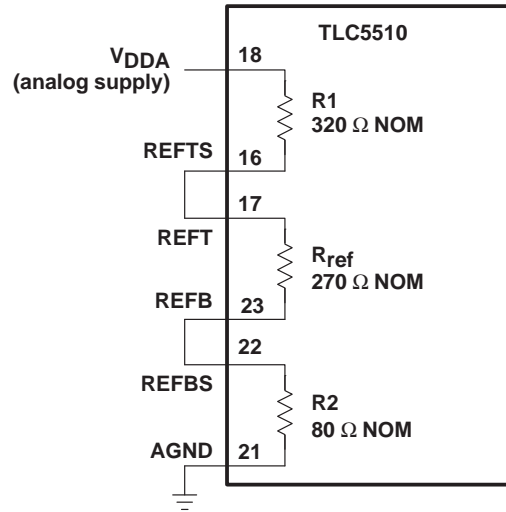 TLC5510
VDDA
(analog supply)
18
R1
320 Ω NOM
REFTS
16
17
REFT
Rref
270 Ω NOM
REFB
23
22
REFBS
R2
80 Ω NOM
AGND
21